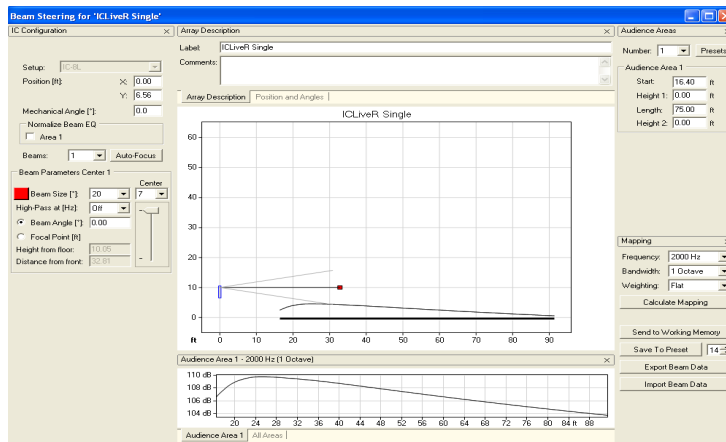 Beam Steering for 'ICLiveR Single'
IC Configuration
Setup: IC-8L
Position [ft]: X: 0.00
Y: 6.56
Mechanical Angle [°]: 0.0
Normalize Beam EQ
Area 1
Beams: 1 Auto-Focus
Beam Parameters Center 1
Center
Beam Size [°]: 20 7
High-Pass at [Hz]: Off
Beam Angle [°]: 0.00
Focal Point [ft]
Height from floor: 10.05
Distance from front: 32.81
Array Description
Label: ICLiveR Single
Comments:
Array Description Position and Angles
ICLiveR Single
60
50
40
30
20
10
0
ft 0 10 20 30 40 50 60 70 80 90
Audience Area 1 - 2000 Hz (1 Octave)
110 dB
108 dB
106 dB
104 dB
20 24 28 32 36 40 44 48 52 56 60 64 68 72 76 80 84 ft 88
Audience Area 1 All Areas
Audience Areas
Number: 1 Presets
Audience Area 1
Start: 16.40 ft
Height 1: 0.00 ft
Length: 75.00 ft
Height 2: 0.00 ft
Mapping
Frequency: 2000 Hz
Bandwidth: 1 Octave
Weighting: Flat
Calculate Mapping
Send to Working Memory
Save To Preset 14
Export Beam Data
Import Beam Data